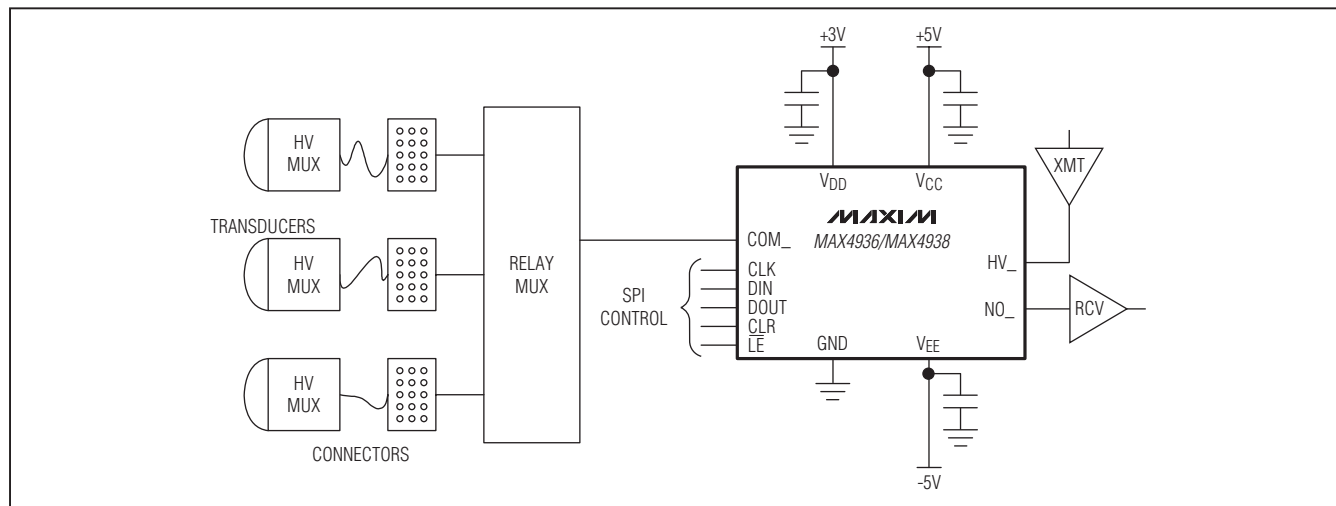 +3V
+5V
HV
MUX
TRANSDUCERS
HV
MUX
HV
MUX
CONNECTORS
RELAY
MUX
VDD
VCC
MAXIM
MAX4936/MAX4938
COM_
CLK
DIN
DOUT
CLR
LE
SPI
CONTROL
GND
VEE
HV_
NO_
XMT
RCV
-5V